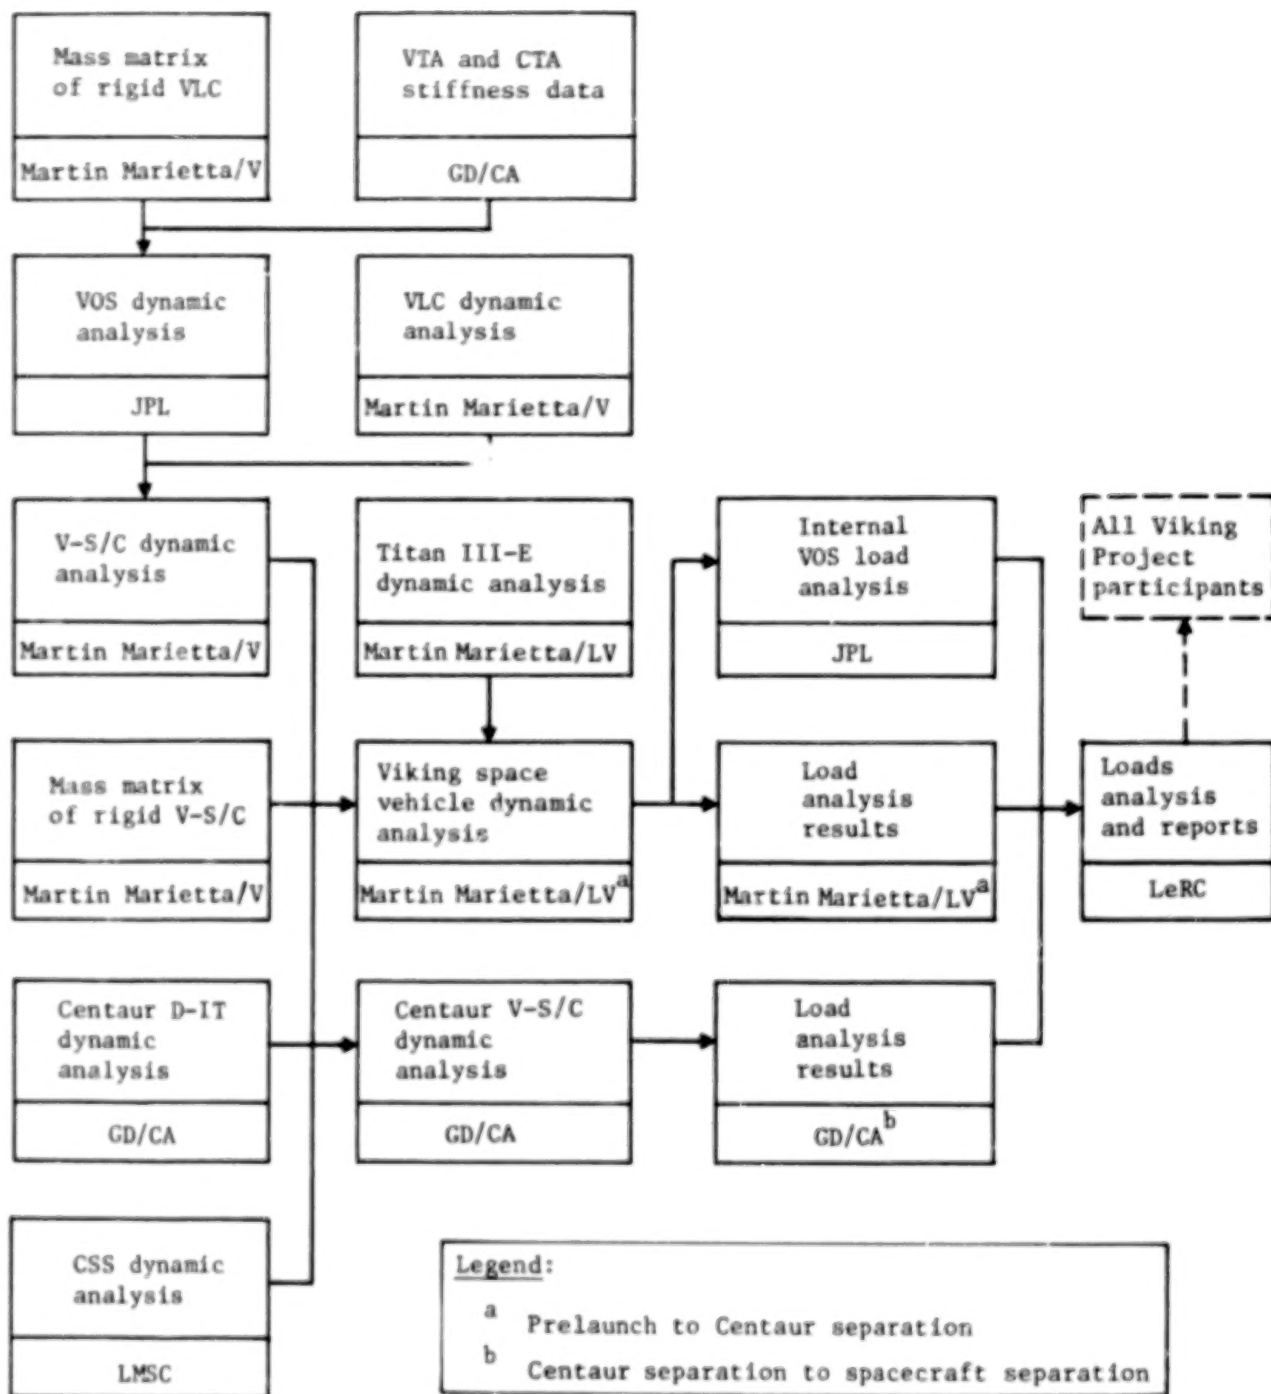 Mass matrix
of rigid VLC
Martin Marietta/V
VTA and CTA
stiffness data
GD/CA
VOS dynamic
analysis
JPL
VLC dynamic
analysis
Martin Marietta/V
V-S/C dynamic
analysis
Martin Marietta/V
Titan III-E
dynamic analysis
Martin Marietta/LV
Internal
VOS load
analysis
JPL
All Viking
Project
participants
Mass matrix
of rigid V-S/C
Martin Marietta/V
Viking space
vehicle dynamic
analysis
Martin Marietta/LVa
Load
analysis
results
Martin Marietta/LVa
Loads
analysis
and reports
LeRC
Centaur D-IT
dynamic
analysis
GD/CA
Centaur V-S/C
dynamic
analysis
GD/CA
Load
analysis
results
GD/CAb
CSS dynamic
analysis
LMSC
Legend:
a Prelaunch to Centaur separation
b Centaur separation to spacecraft separation